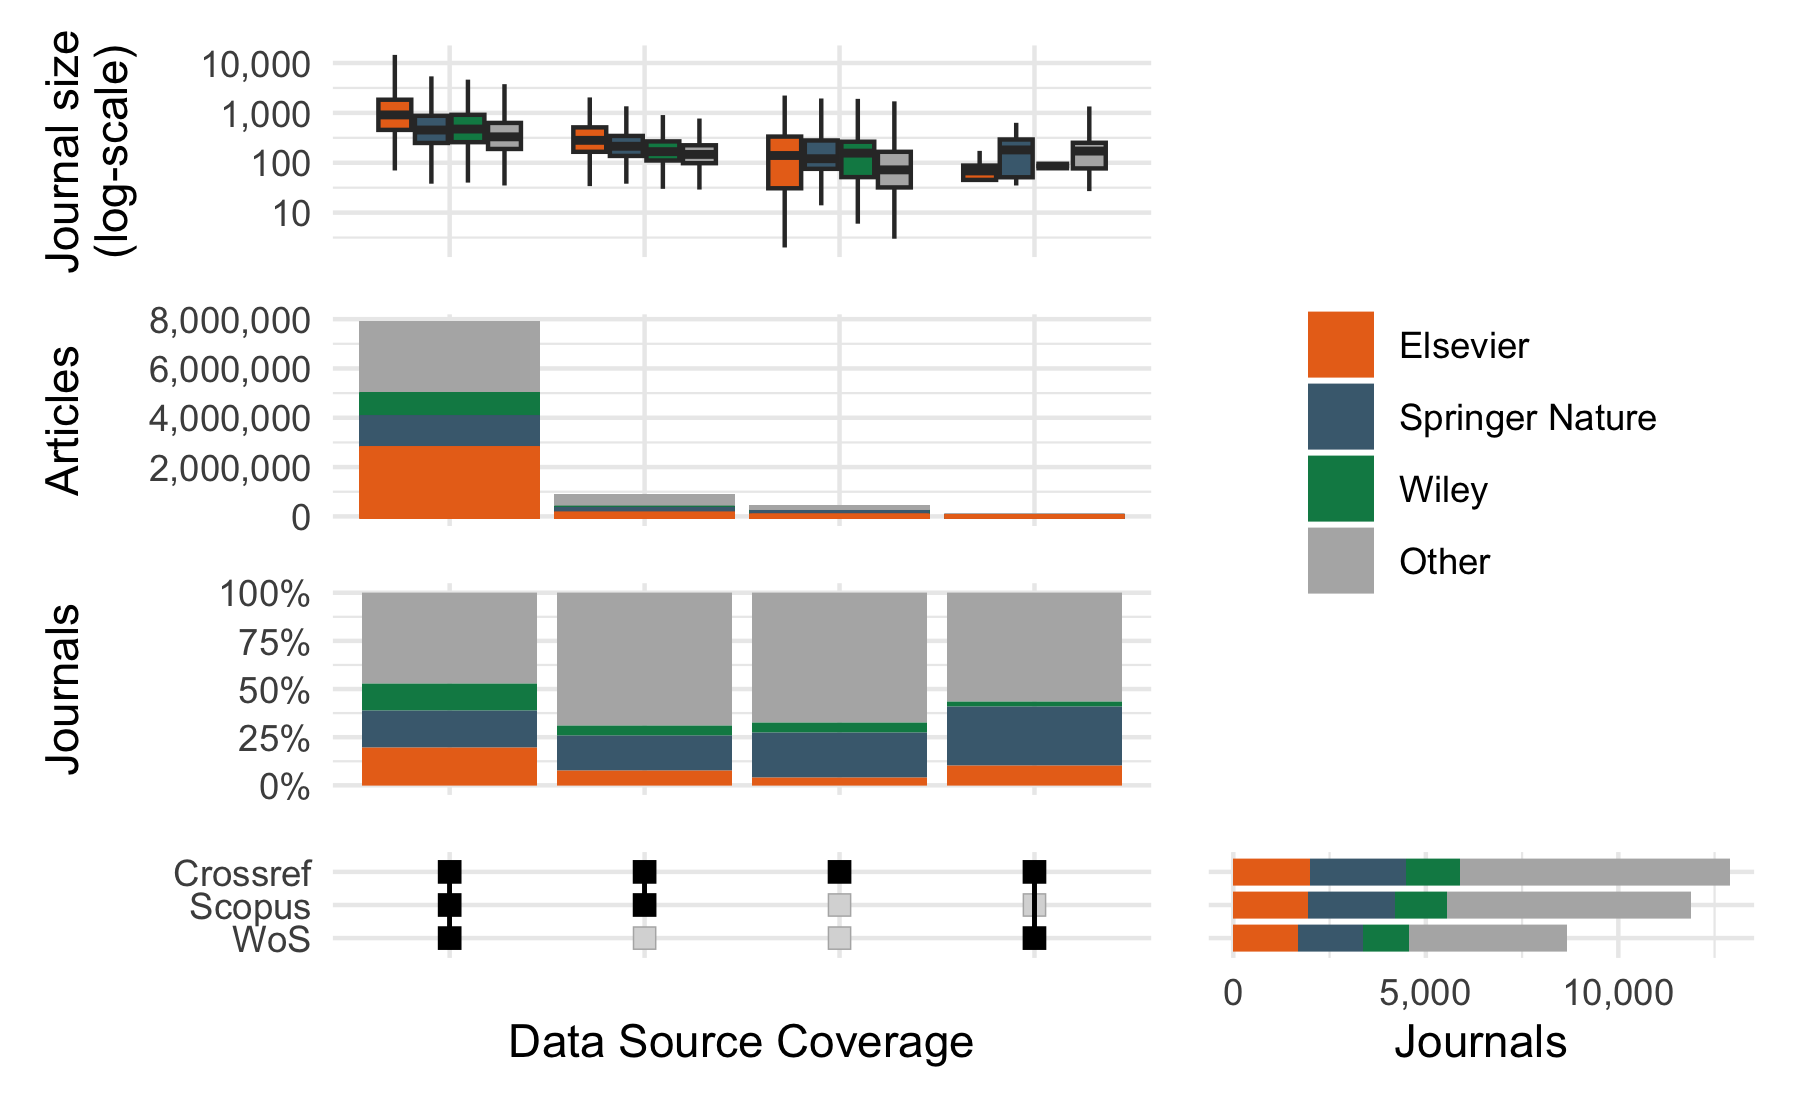 Journal size
(log-scale)
10,000
1,000
100
10
Articles
8,000,000
6,000,000
4,000,000
2,000,000
0
Elsevier
Springer Nature
Wiley
Other
Journals
100%
75%
50%
25%
0%
Crossref
Scopus
WoS
0
5,000
10,000
Data Source Coverage
Journals